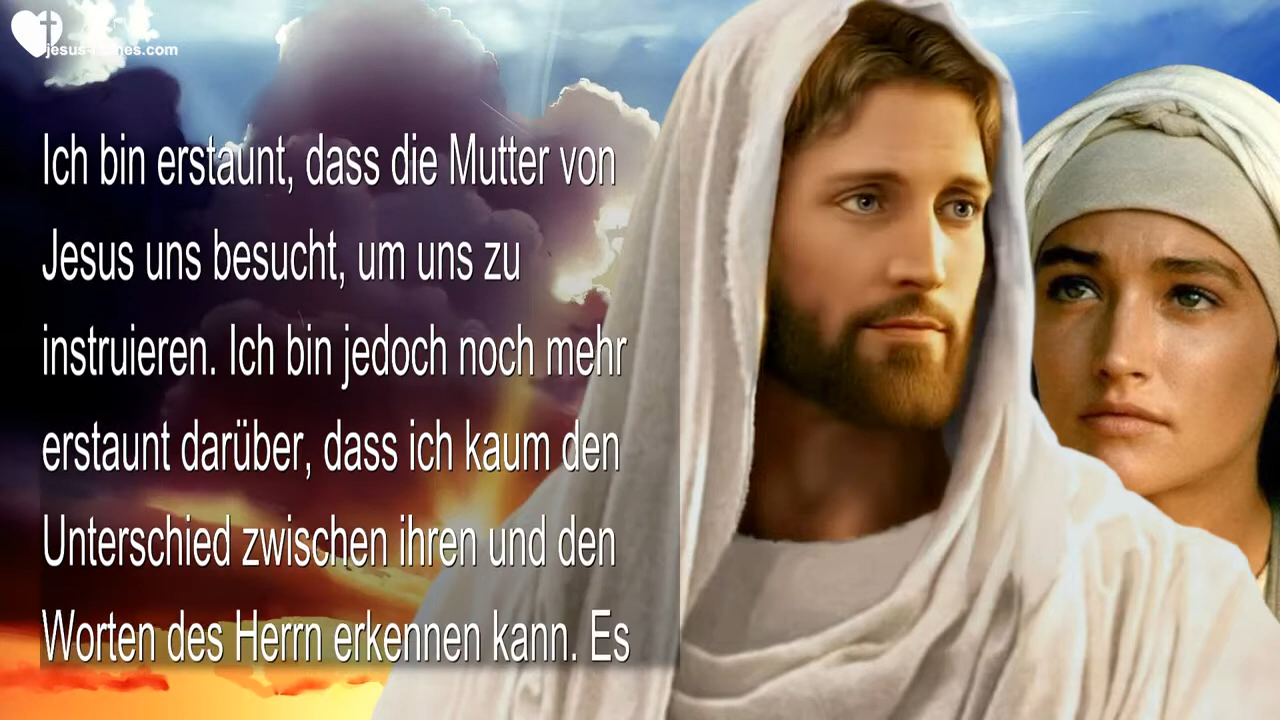 Ich bin erstaunt, dass die Mutter von
Jesus uns besucht, um uns zu
instruieren. Ich bin jedoch noch mehr
erstaunt darüber, dass ich kaum den
Unterschied zwischen ihren und den
Worten des Herrn erkennen kann. Es